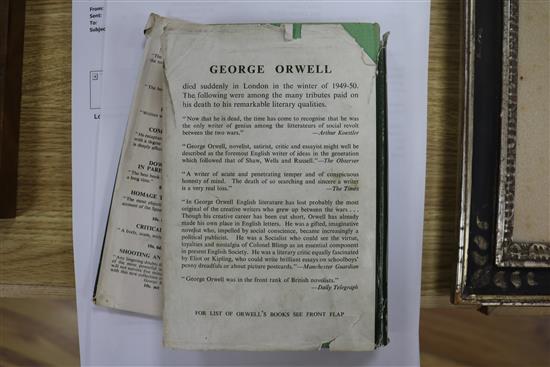 From:
Sent:
To:
Subject
GEORGE ORWELL
died suddenly in London in the winter of 1949-50.
The following were among the many tributes paid on
his death to his remarkable literary qualities.
"Now that he is dead, the time has come to recognise that he was
the only writer of genius among the litterateurs of social revolt
between the two wars."—Arthur Koestler
"George Orwell, novelist, satirist, critic and essayist might well be
described as the foremost English writer of ideas in the generation
which followed that of Shaw, Wells and Russell."—The Observer
"A writer of acute and penetrating temper and of conspicuous
honesty of mind. The death of so searching and sincere a writer
is a very real loss."—The Times
"In George Orwell English literature has lost probably the most
original of the creative writers who grew up between the wars . . .
Though his creative career has been cut short, Orwell has already
made his own place in English letters. He was a gifted, imaginative
novelist who, impelled by social conscience, became increasingly a
political publicist. He was a Socialist who could see the virtue,
loyalties and nostalgia of Colonel Blimp as an essential component
in present English Society. He was a literary critic equally fascinated
by Eliot or Kipling, who could write brilliant essays on schoolboys'
penny dreadfuls or about picture postcards."—Manchester Guardian
"George Orwell was in the front rank of British novelists."
—Daily Telegraph
FOR LIST OF ORWELL'S BOOKS SEE FRONT FLAP
HOMAGE T
CRITICAL
SHOOTING AN